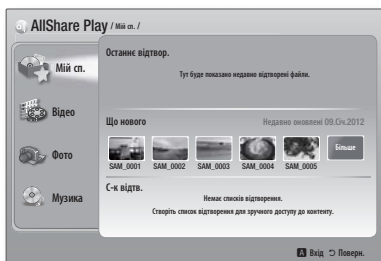 AllShare Play / Мій сп. /
Мій сп.
Відео
Фото
Музика
Останнє відтвор.
Тут буде показано недавно відтворені файли.
Що нового
Недавно оновлені 09.Січ.2012
SAM_0001 SAM_0002 SAM_0003 SAM_0004 SAM_0005 Більше
С-к відтв.
Немає списків відтворення.
Створіть список відтворення для зручного доступу до контенту.
A Вхід Поверн.